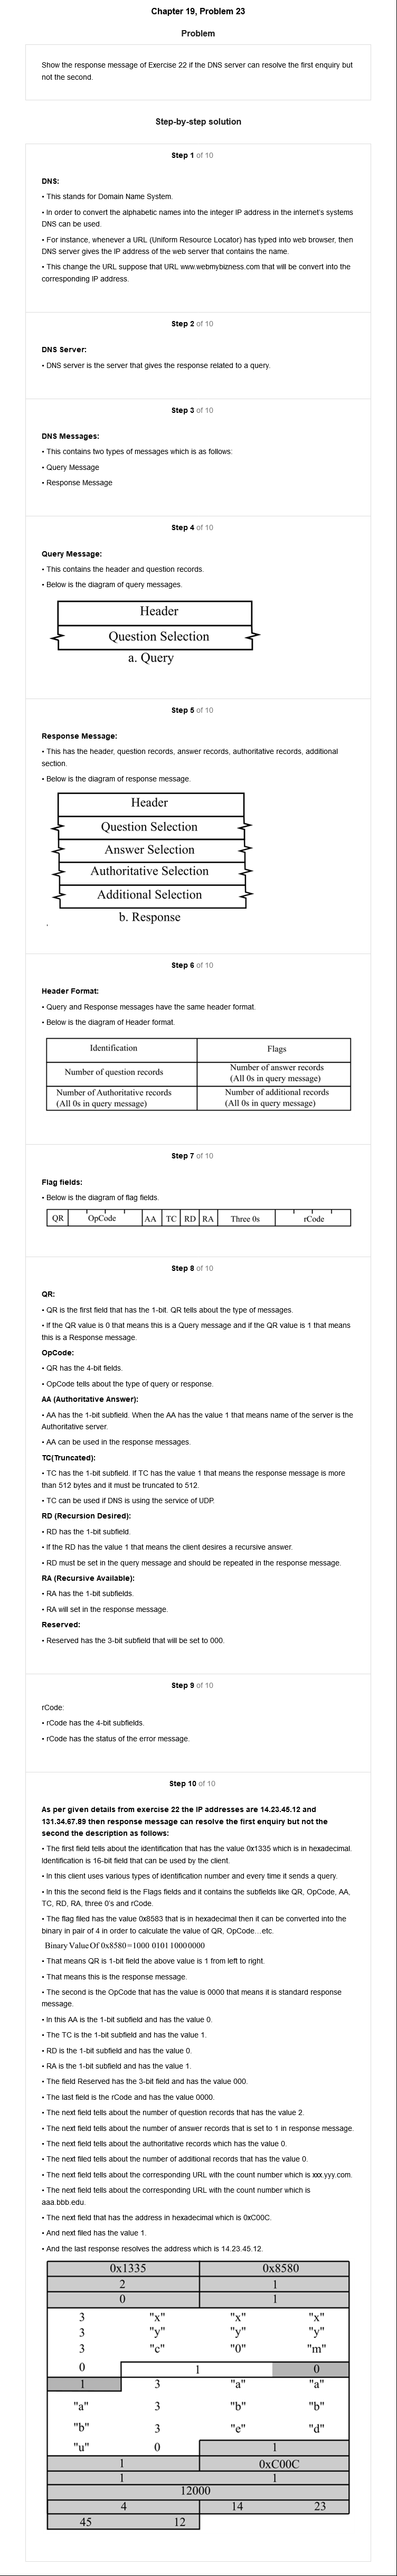 Chapter 19, Problem 23
Problem
Show the response message of Exercise 22 if the DNS server can resolve the first enquiry but
not the second.
Step-by-step solution
Step 1 of 10
DNS:
• This stands for Domain Name System.
• In order to convert the alphabetic names into the integer IP address in the internet's systems
DNS can be used.
• For instance, whenever a URL (Uniform Resource Locator) has typed into web browser, then
DNS server gives the IP address of the web server that contains the name.
• This change the URL suppose that URL www.webmybizness.com that will be convert into the
corresponding IP address.
Step 2 of 10
DNS Server:
• DNS server is the server that gives the response related to a query.
Step 3 of 10
DNS Messages:
• This contains two types of messages which is as follows:
• Query Message
• Response Message
Step 4 of 10
Query Message:
• This contains the header and question records.
• Below is the diagram of query messages.
Header
Question Selection
a. Query
Step 5 of 10
Response Message:
• This has the header, question records, answer records, authoritative records, additional
section.
• Below is the diagram of response message.
Header
Question Selection
Answer Selection
Authoritative Selection
Additional Selection
b. Response
.
Step 6 of 10
Header Format:
• Query and Response messages have the same header format.
• Below is the diagram of Header format.
Identification Flags
Number of question records Number of answer records
(All 0s in query message)
Number of Authoritative records Number of additional records
(All 0s in query message) (All 0s in query message)
Step 7 of 10
Flag fields:
• Below is the diagram of flag fields.
QR OpCode AA TC RD RA Three 0s rCode
Step 8 of 10
QR:
• QR is the first field that has the 1-bit. QR tells about the type of messages.
• If the QR value is 0 that means this is a Query message and if the QR value is 1 that means
this is a Response message.
OpCode:
• QR has the 4-bit fields.
• OpCode tells about the type of query or response.
AA (Authoritative Answer):
• AA has the 1-bit subfield. When the AA has the value 1 that means name of the server is the
Authoritative server.
• AA can be used in the response messages.
TC(Truncated):
• TC has the 1-bit subfield. If TC has the value 1 that means the response message is more
than 512 bytes and it must be truncated to 512.
• TC can be used if DNS is using the service of UDP.
RD (Recursion Desired):
• RD has the 1-bit subfield.
• If the RD has the value 1 that means the client desires a recursive answer.
• RD must be set in the query message and should be repeated in the response message.
RA (Recursive Available):
• RA has the 1-bit subfields.
• RA will set in the response message.
Reserved:
• Reserved has the 3-bit subfield that will be set to 000.
Step 9 of 10
rCode:
• rCode has the 4-bit subfields.
• rCode has the status of the error message.
Step 10 of 10
As per given details from exercise 22 the IP addresses are 14.23.45.12 and
131.34.67.89 then response message can resolve the first enquiry but not the
second the description as follows:
• The first field tells about the identification that has the value 0x1335 which is in hexadecimal.
Identification is 16-bit field that can be used by the client.
• In this client uses various types of identification number and every time it sends a query.
• In this the second field is the Flags fields and it contains the subfields like QR, OpCode, AA,
TC, RD, RA, three 0's and rCode.
• The flag filed has the value 0x8583 that is in hexadecimal then it can be converted into the
binary in pair of 4 in order to calculate the value of QR, OpCode...etc.
Binary Value Of 0x8580=1000 0101 1000 0000
• That means QR is 1-bit field the above value is 1 from left to right.
• That means this is the response message.
• The second is the OpCode that has the value is 0000 that means it is standard response
message.
• In this AA is the 1-bit subfield and has the value 0.
• The TC is the 1-bit subfield and has the value 1.
• RD is the 1-bit subfield and has the value 0.
• RA is the 1-bit subfield and has the value 1.
• The field Reserved has the 3-bit field and has the value 000.
• The last field is the rCode and has the value 0000.
• The next field tells about the number of question records that has the value 2.
• The next field tells about the number of answer records that is set to 1 in response message.
• The next field tells about the authoritative records which has the value 0.
• The next filed tells about the number of additional records that has the value 0.
• The next field tells about the corresponding URL with the count number which is xxx.yyy.com.
• The next field tells about the corresponding URL with the count number which is
aaa.bbb.edu.
• The next field that has the address in hexadecimal which is 0xC00C.
• And next filed has the value 1.
• And the last response resolves the address which is 14.23.45.12.
0x1335 0x8580
2 1
0 1
3 "x" "x" "x"
3 "y" "y" "y"
3 "c" "0" "m"
0 1 0
1 3 "a" "a"
"a" 3 "b" "b"
"b" 3 "e" "d"
"u" 0 1
1 0xC00C
1 1
12000
4 14 23
45 12